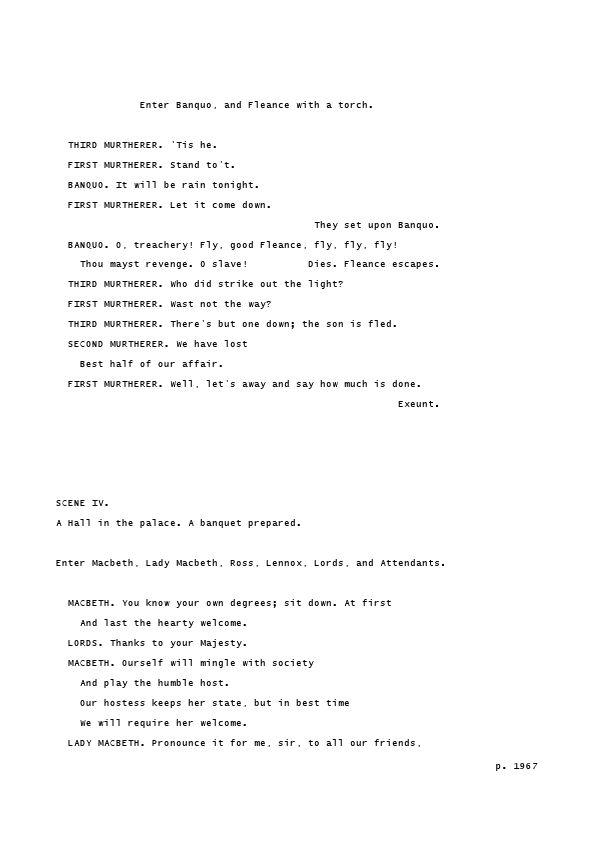 Enter Banquo, and Fleance with a torch.
THIRD MURTHERER. 'Tis he.
FIRST MURTHERER. Stand to't.
BANQUO. It will be rain tonight.
FIRST MURTHERER. Let it come down.
They set upon Banquo.
BANQUO. O, treachery! Fly, good Fleance, fly, fly, fly!
Thou mayst revenge. O slave! Dies. Fleance escapes.
THIRD MURTHERER. Who did strike out the light?
FIRST MURTHERER. Wast not the way?
THIRD MURTHERER. There's but one down; the son is fled.
SECOND MURTHERER. We have lost
Best half of our affair.
FIRST MURTHERER. Well, let's away and say how much is done.
Exeunt.
SCENE IV.
A Hall in the palace. A banquet prepared.
Enter Macbeth, Lady Macbeth, Ross, Lennox, Lords, and Attendants.
MACBETH. You know your own degrees; sit down. At first
And last the hearty welcome.
LORDS. Thanks to your Majesty.
MACBETH. Ourself will mingle with society
And play the humble host.
Our hostess keeps her state, but in best time
We will require her welcome.
LADY MACBETH. Pronounce it for me, sir, to all our friends,
p. 1967